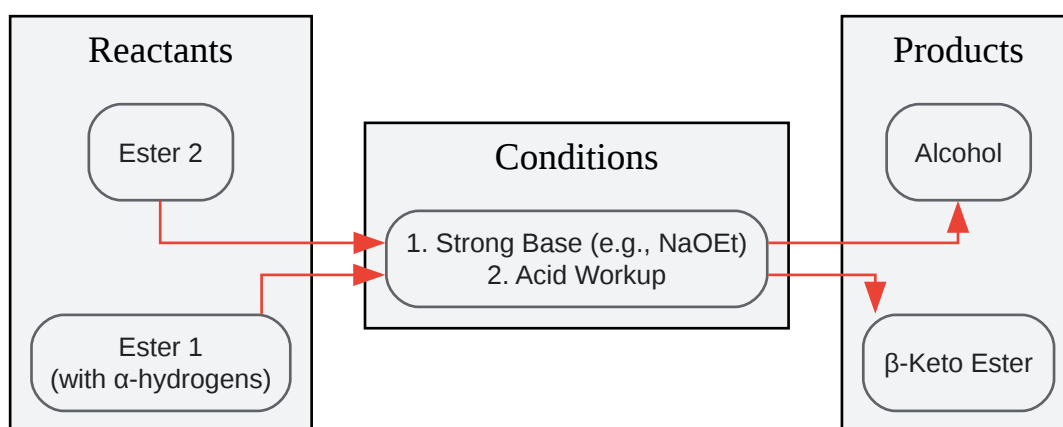 Reactants
Ester 2
Ester 1
(with α-hydrogens)
Conditions
1. Strong Base (e.g., NaOEt)
2. Acid Workup
Products
Alcohol
β-Keto Ester